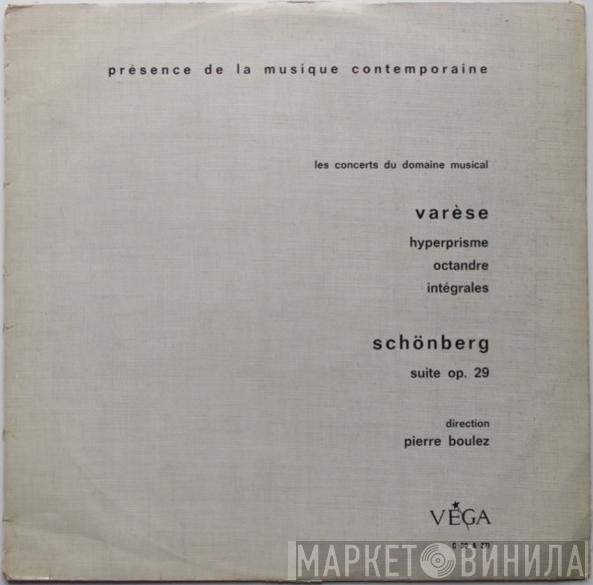 présence de la musique contemporaine
les concerts du domaine musical
varèse
hyperprisme
octandre
intégrales
schönberg
suite op. 29
direction
pierre boulez
VÉGA
МАРКЕТ ВИНИЛА